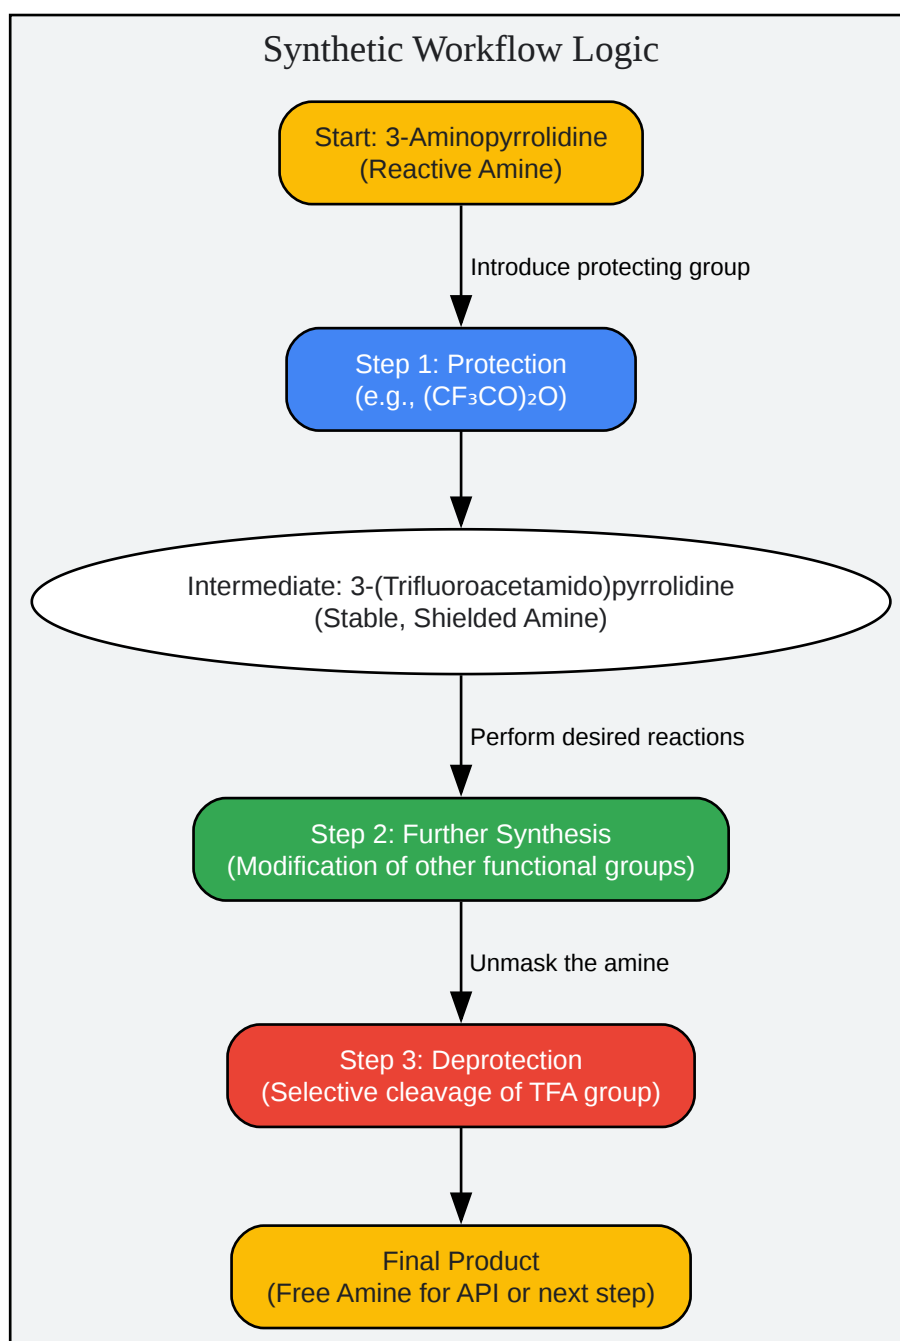 Synthetic Workflow Logic
Start: 3-Aminopyrrolidine
(Reactive Amine)
Introduce protecting group
Step 1: Protection
(e.g., (CF₃CO)₂O)
Intermediate: 3-(Trifluoroacetamido)pyrrolidine
(Stable, Shielded Amine)
Perform desired reactions
Step 2: Further Synthesis
(Modification of other functional groups)
Unmask the amine
Step 3: Deprotection
(Selective cleavage of TFA group)
Final Product
(Free Amine for API or next step)